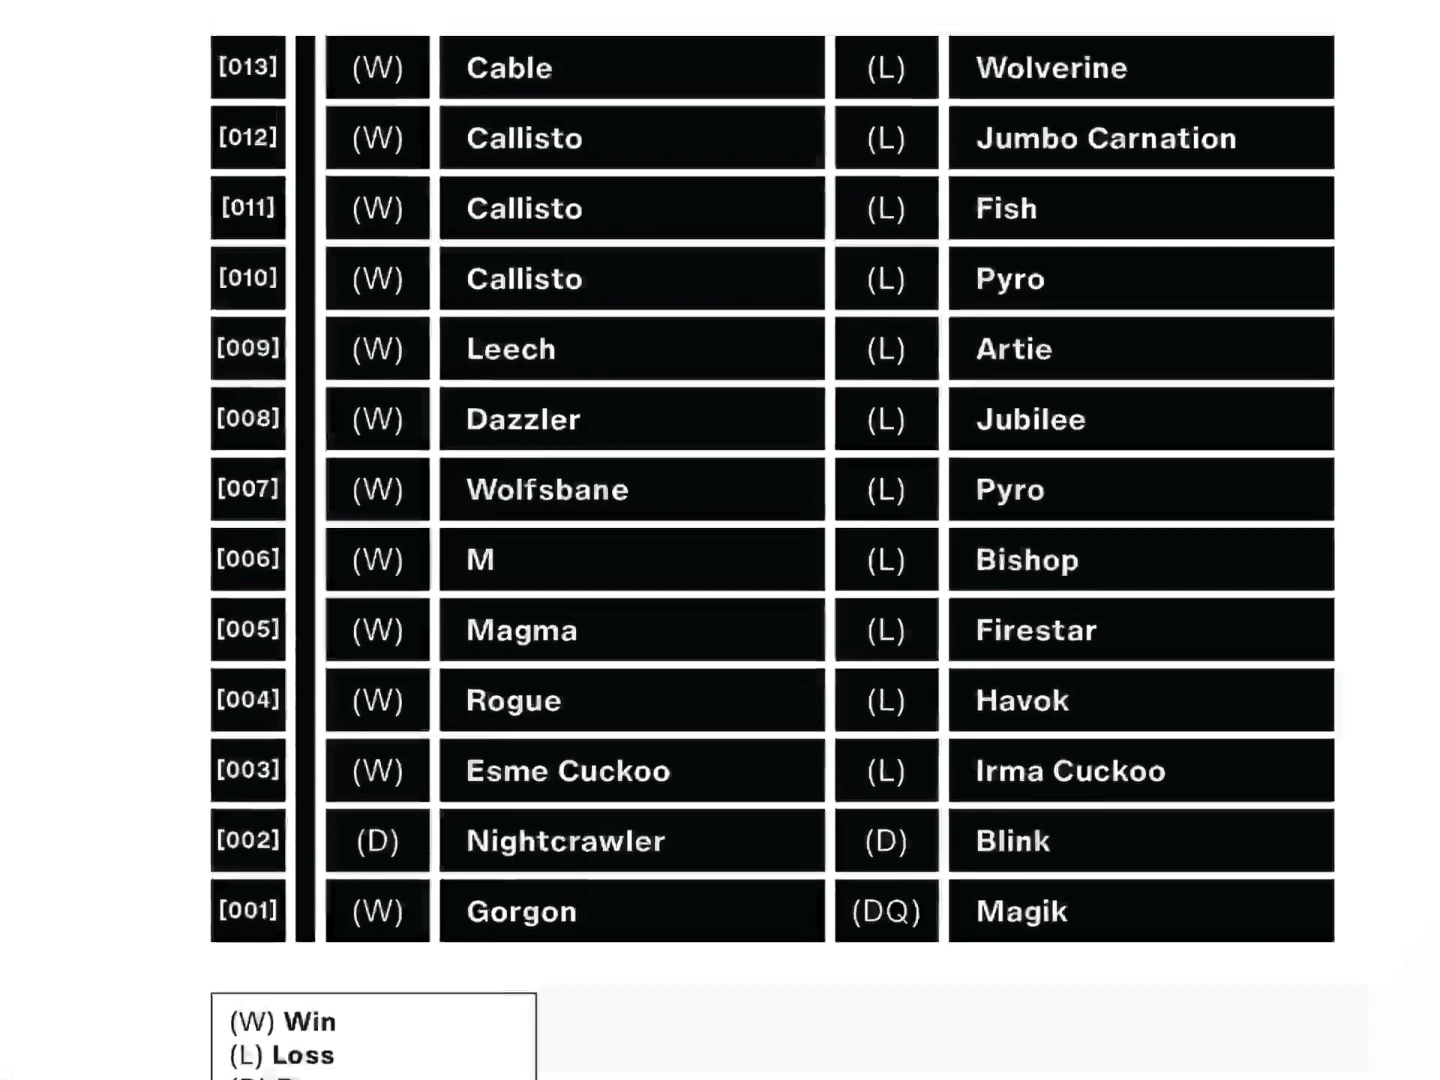 [013] (W) Cable (L) Wolverine
[012] (W) Callisto (L) Jumbo Carnation
[011] (W) Callisto (L) Fish
[010] (W) Callisto (L) Pyro
[009] (W) Leech (L) Artie
[008] (W) Dazzler (L) Jubilee
[007] (W) Wolfsbane (L) Pyro
[006] (W) M (L) Bishop
[005] (W) Magma (L) Firestar
[004] (W) Rogue (L) Havok
[003] (W) Esme Cuckoo (L) Irma Cuckoo
[002] (D) Nightcrawler (D) Blink
[001] (W) Gorgon (DQ) Magik
(W) Win
(L) Loss